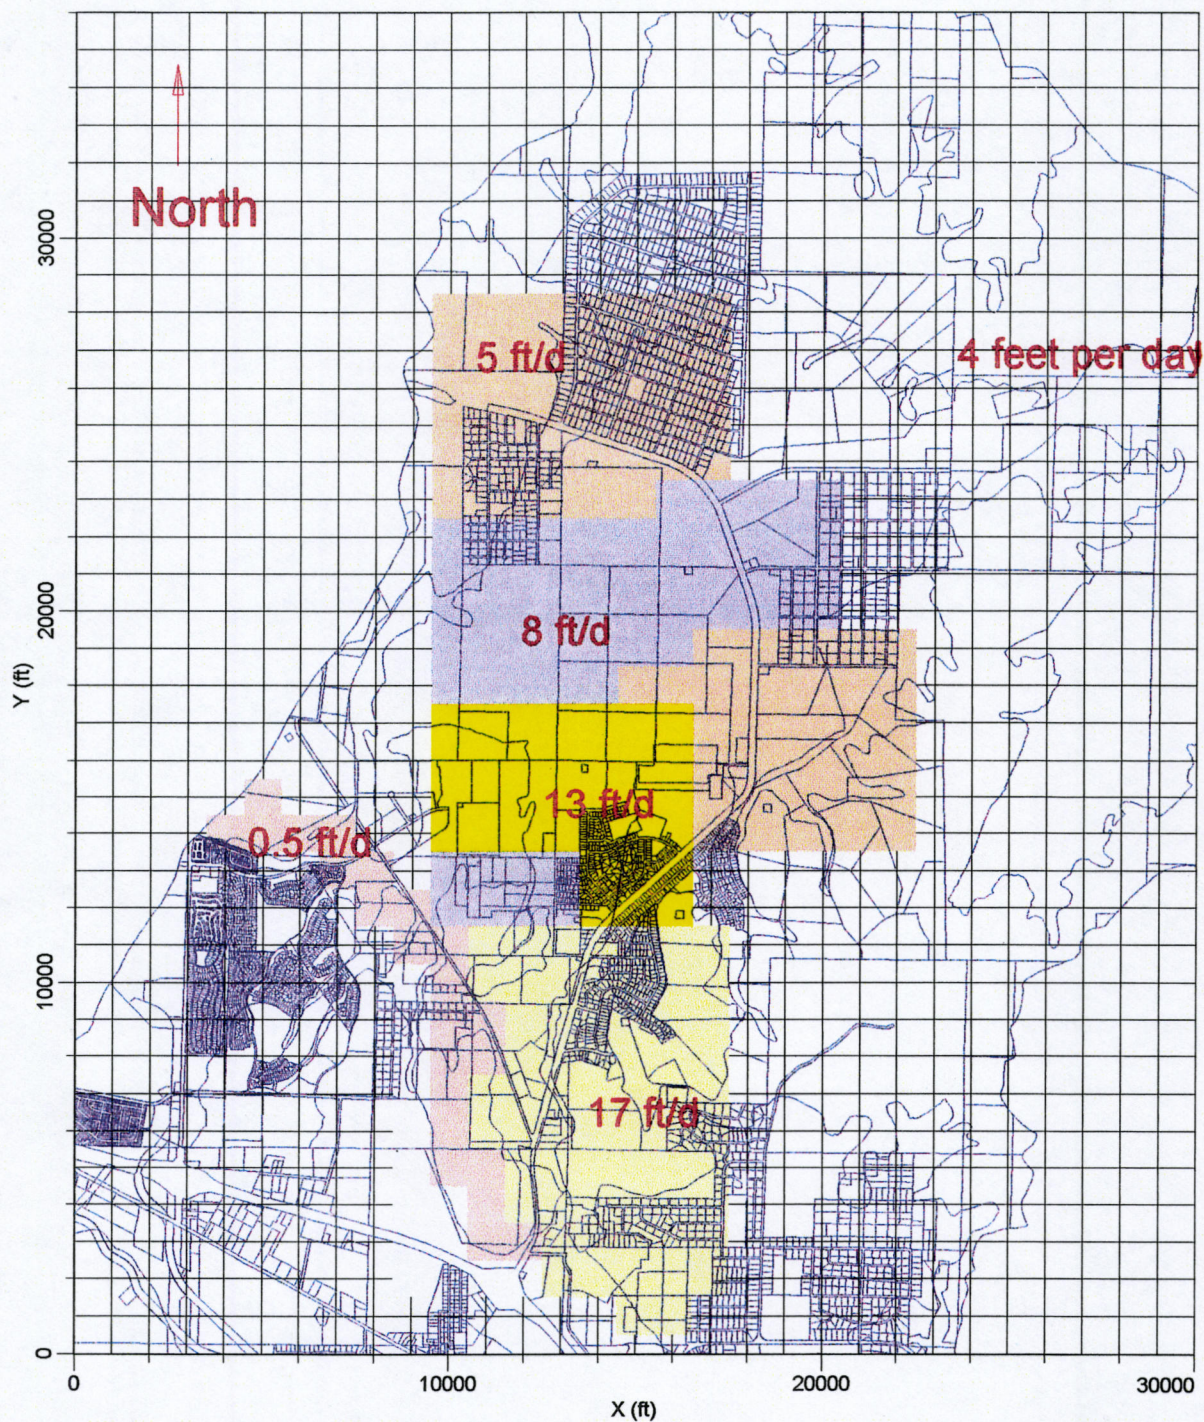 North
30000
5 ft/d
4 feet per day
20000
8 ft/d
Y (ft)
13 ft/d
0.5 ft/d
10000
17 ft/d
0
0
10000
20000
30000
X (ft)